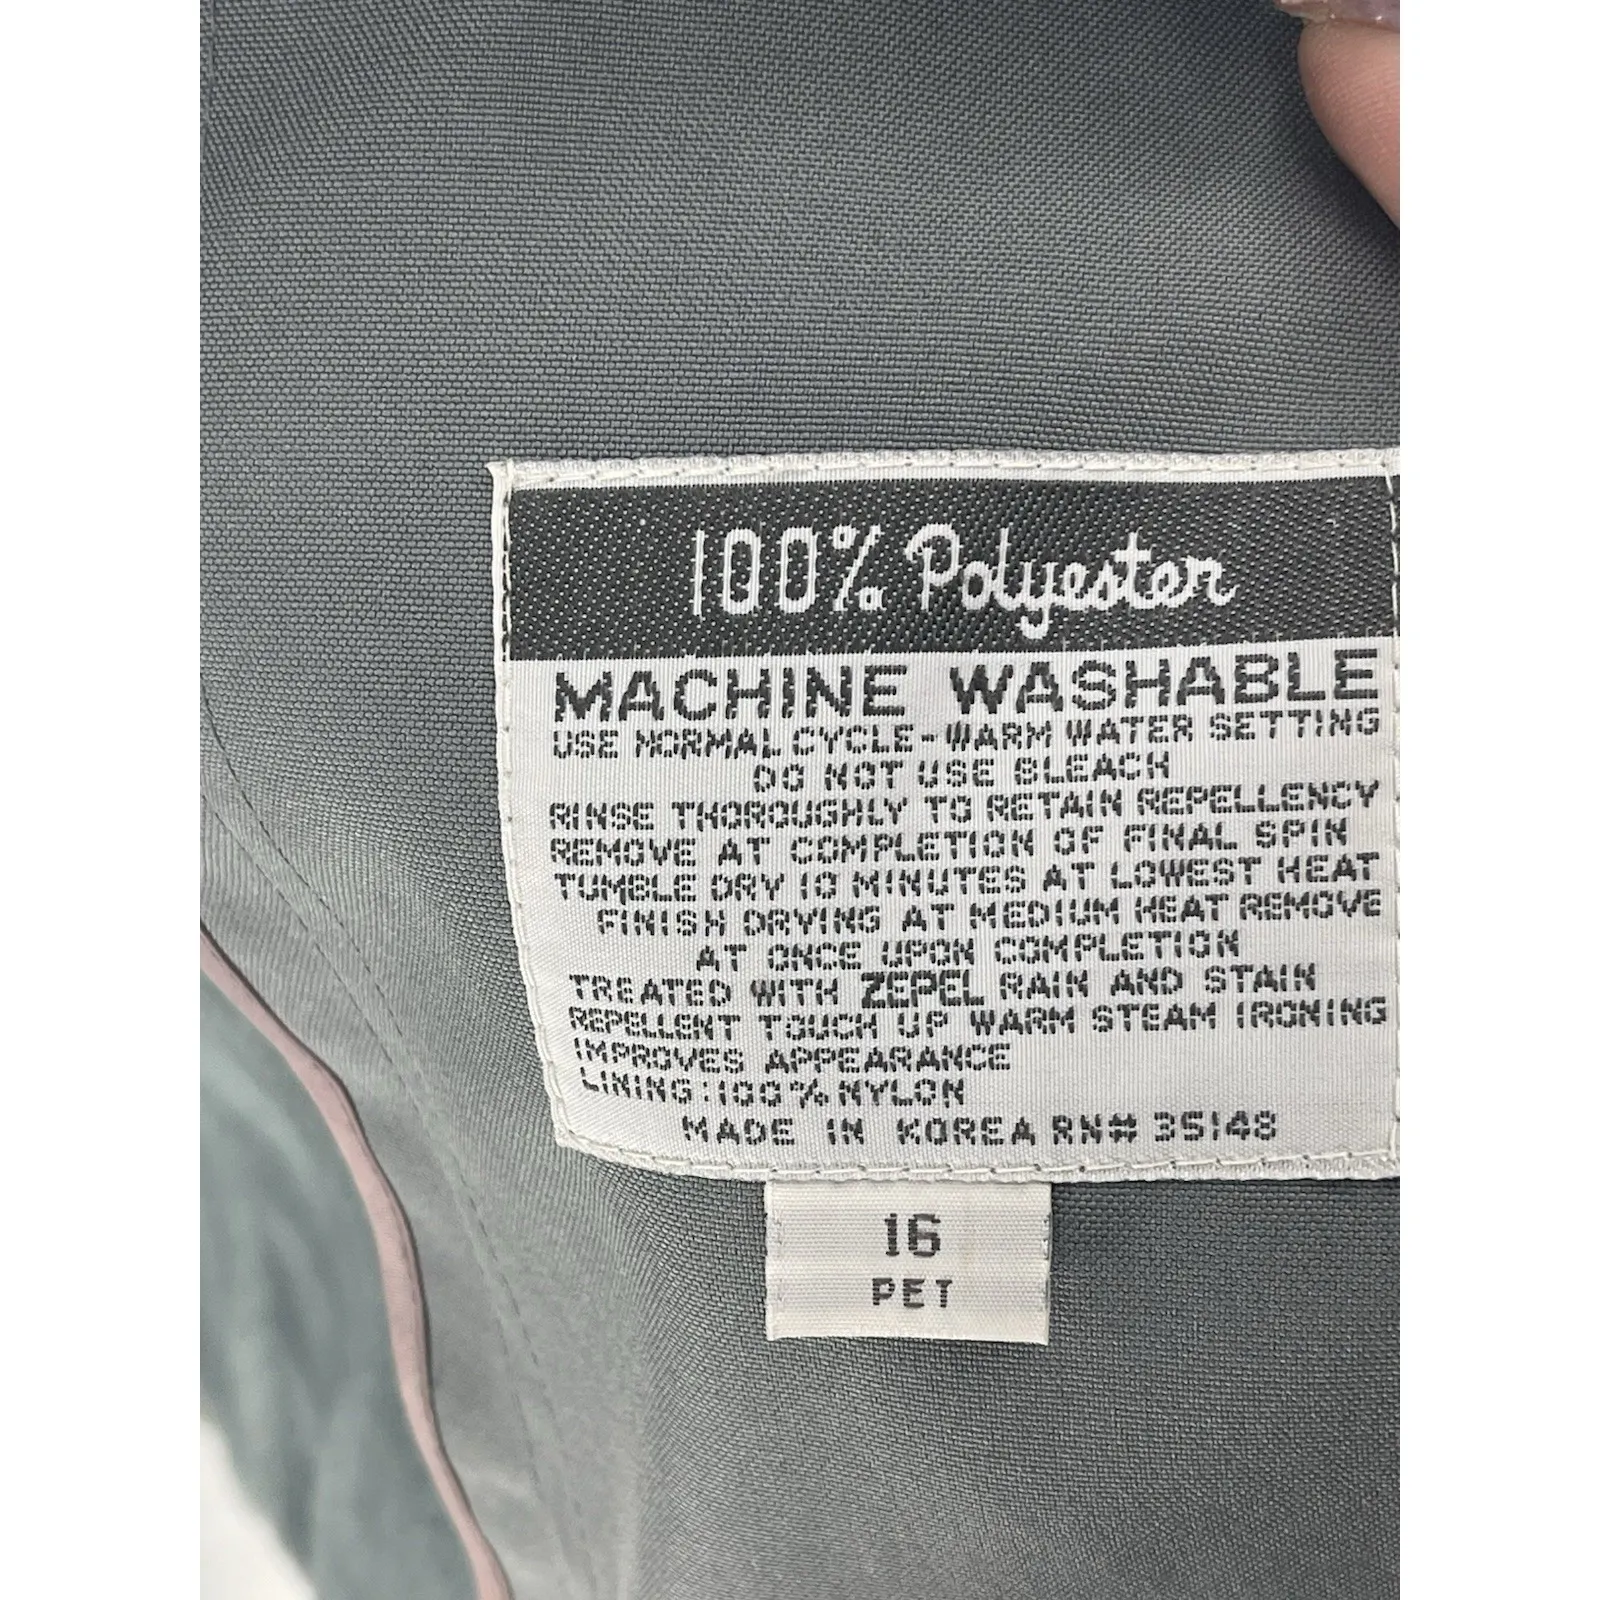 100% Polyester
MACHINE WASHABLE
USE NORMAL CYCLE-WARM WATER SETTING
DO NOT USE BLEACH
RINSE THOROUGHLY TO RETAIN REPELLENCY
REMOVE AT COMPLETION OF FINAL SPIN
TUMBLE DRY 10 MINUTES AT LOWEST HEAT
FINISH DRYING AT MEDIUM HEAT REMOVE
AT ONCE UPON COMPLETION
TREATED WITH ZEPEL RAIN AND STAIN
REPELLENT TOUCH UP WARM STEAM IRONING
IMPROVES APPEARANCE
LINING:100% NYLON
MADE IN KOREA RN# 35148
16
PET